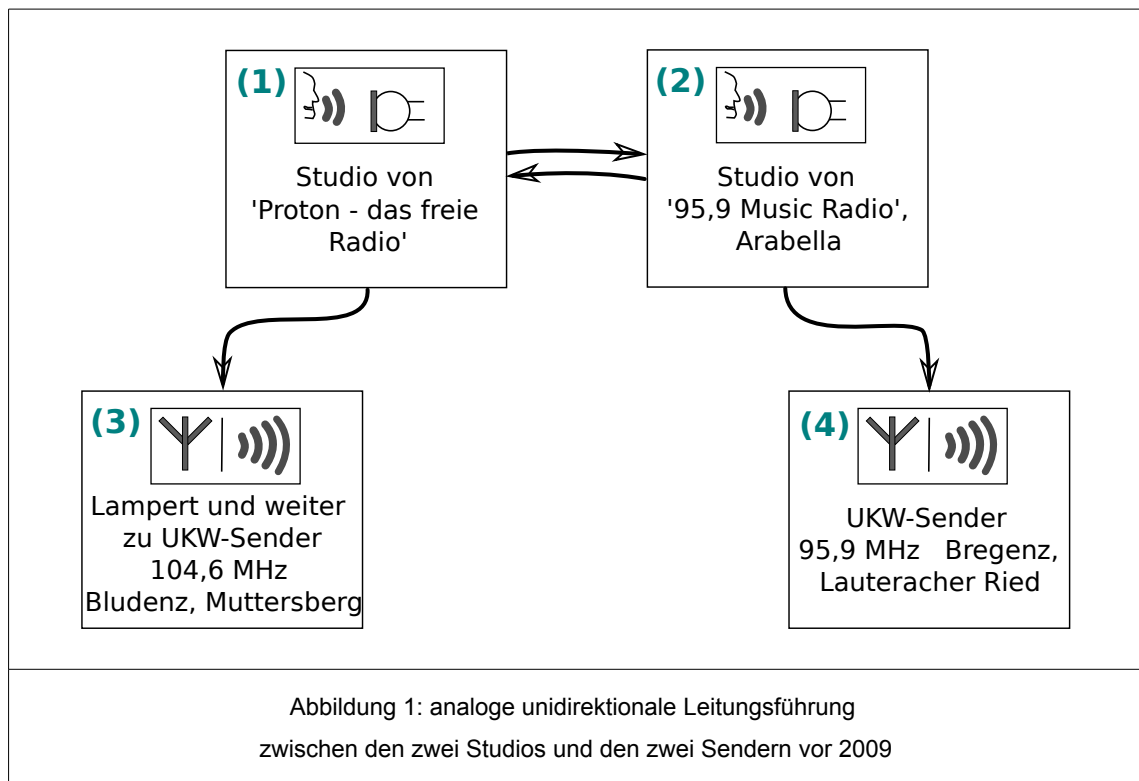 (1)
Studio von
'Proton - das freie
Radio'
(2)
Studio von
'95,9 Music Radio',
Arabella
(3)
Lampert und weiter
zu UKW-Sender
104,6 MHz
Bludenz, Muttersberg
(4)
UKW-Sender
95,9 MHz Bregenz,
Lauteracher Ried
Abbildung 1: analoge unidirektionale Leitungsführung
zwischen den zwei Studios und den zwei Sendern vor 2009